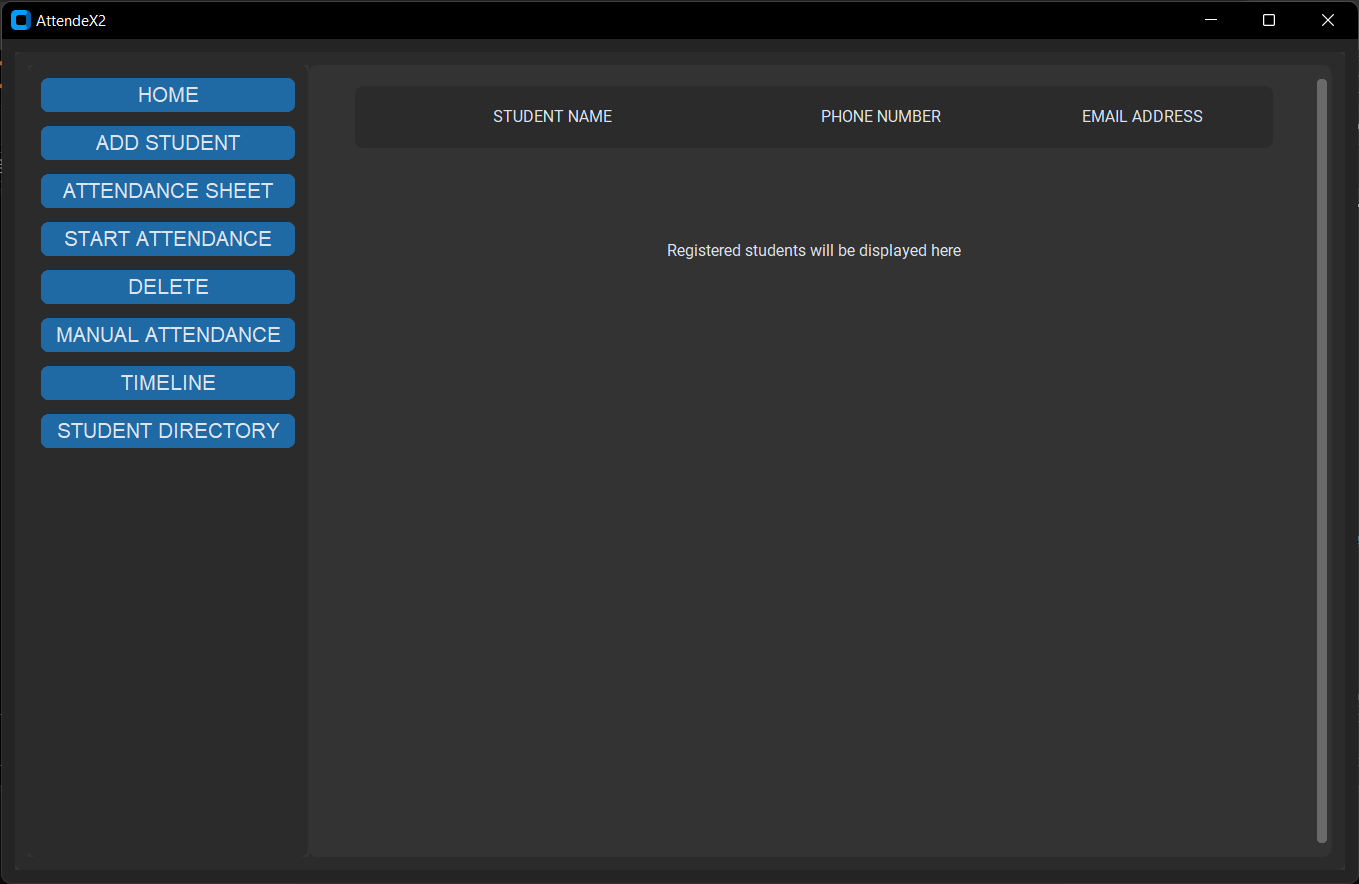 AttendeX2
HOME
ADD STUDENT
ATTENDANCE SHEET
START ATTENDANCE
DELETE
MANUAL ATTENDANCE
TIMELINE
STUDENT DIRECTORY
STUDENT NAME PHONE NUMBER EMAIL ADDRESS
Registered students will be displayed here